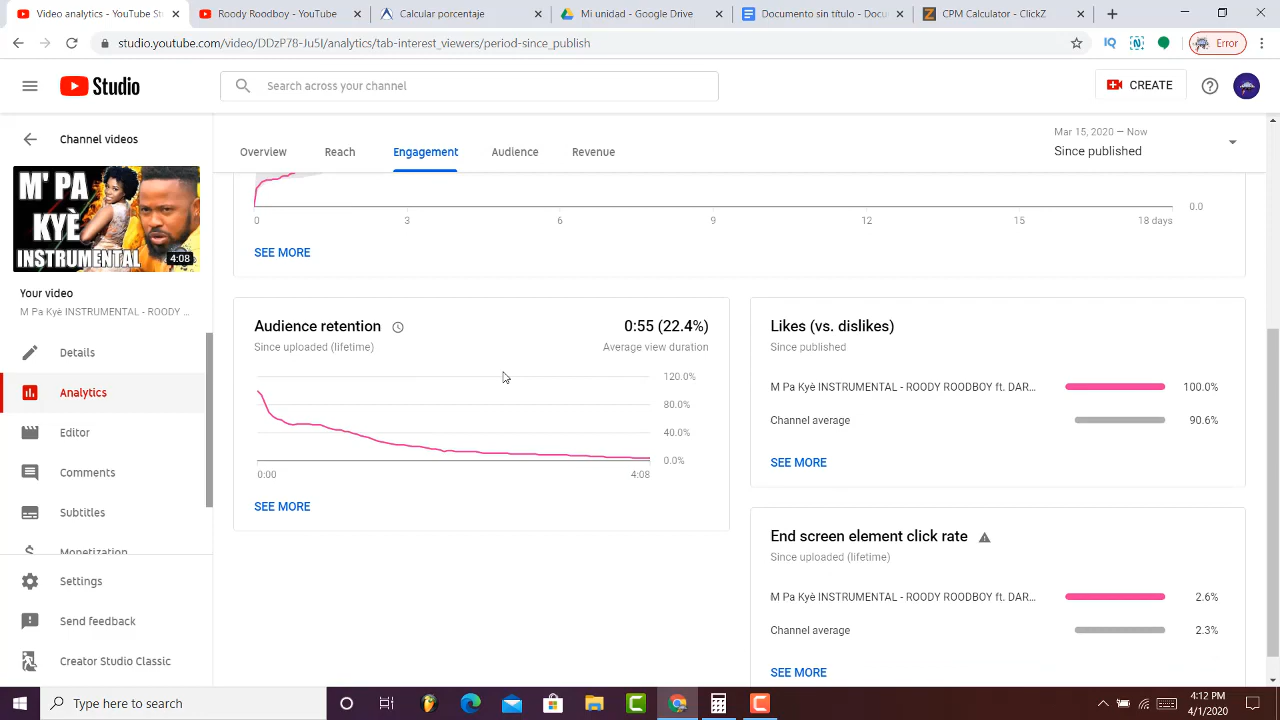 M Pa Kyè INSTRUMENTAL - YouTu
Roody Roodboy - YouTube
Calcular porcentajes
Mi unidad - Google Drive
Documento sin título - Docu
CPM Calculator - ClickZ
studio.youtube.com/video/DDzP78-Ju5I/analytics/tab-interest_viewers/period-since_publish
Error
Studio
Search across your channel
CREATE
Channel videos
M' PA
KYÈ
INSTRUMENTAL
4:08
Your video
M Pa Kyè INSTRUMENTAL - ROODY ...
Details
Analytics
Editor
Comments
Subtitles
Monetization
Settings
Send feedback
Creator Studio Classic
Overview
Reach
Engagement
Audience
Revenue
Mar 15, 2020 – Now
Since published
0.0
0 3 6 9 12 15 18 days
SEE MORE
Audience retention
0:55 (22.4%)
Since uploaded (lifetime)
Average view duration
120.0%
80.0%
40.0%
0.0%
0:00 4:08
SEE MORE
Likes (vs. dislikes)
Since published
M Pa Kyè INSTRUMENTAL - ROODY ROODBOY ft. DAR... 100.0%
Channel average 90.6%
SEE MORE
End screen element click rate
Since uploaded (lifetime)
M Pa Kyè INSTRUMENTAL - ROODY ROODBOY ft. DAR... 2.6%
Channel average 2.3%
SEE MORE
Type here to search
4:12 PM
4/1/2020